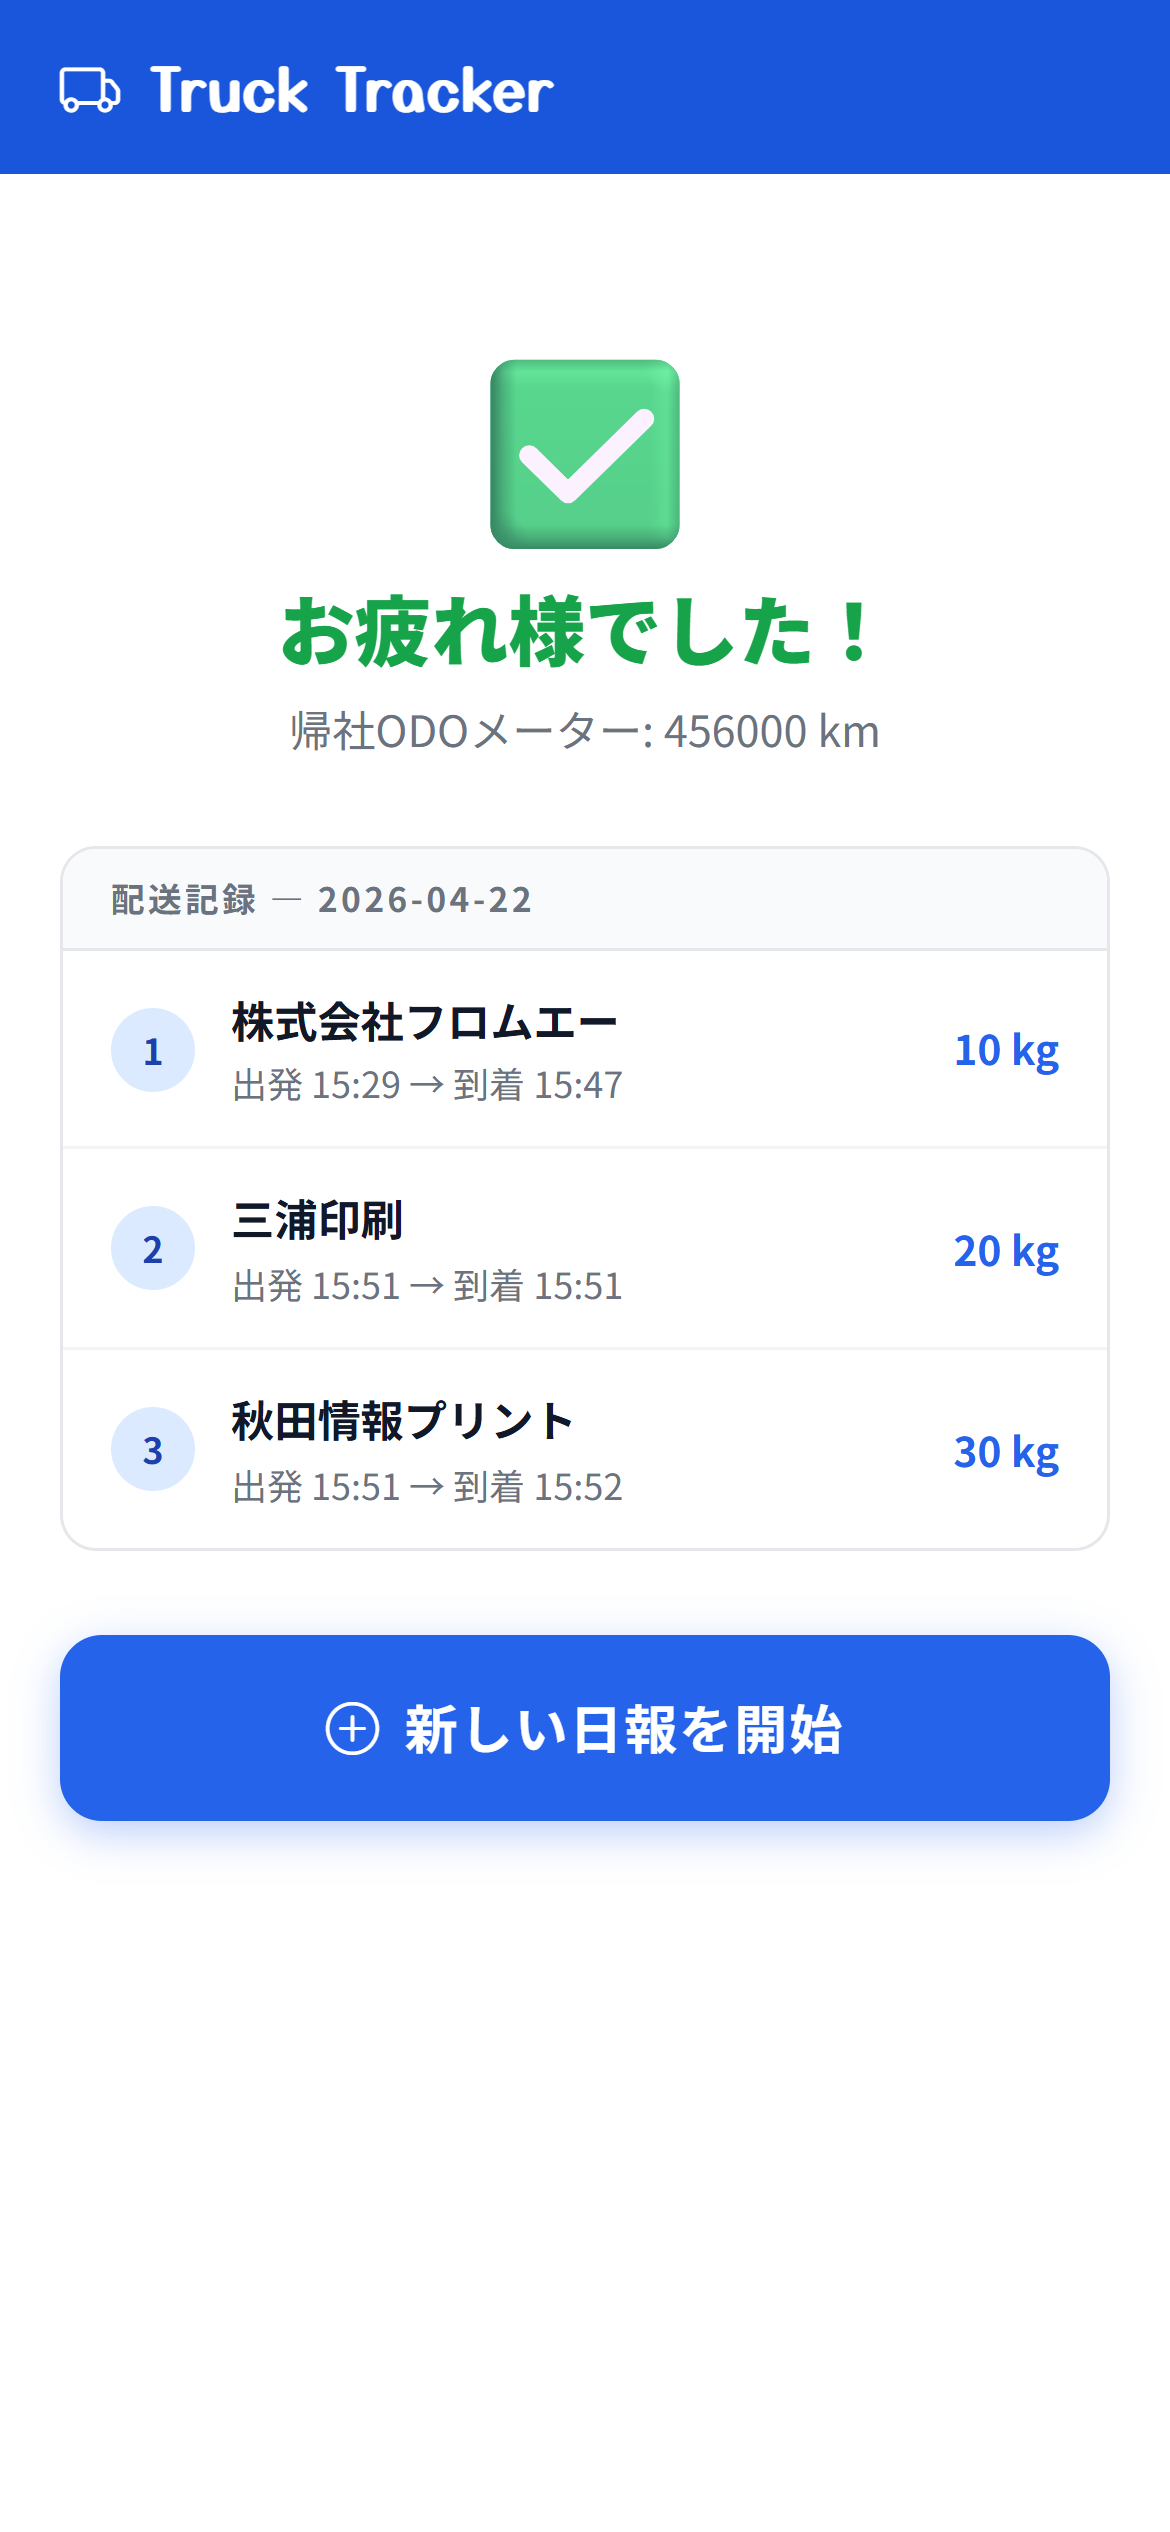 Truck Tracker
お疲れ様でした！
帰社ODOメーター: 456000 km
配送記録 — 2026-04-22
1
株式会社フロムエー
出発 15:29 → 到着 15:47
10 kg
2
三浦印刷
出発 15:51 → 到着 15:51
20 kg
3
秋田情報プリント
出発 15:51 → 到着 15:52
30 kg
新しい日報を開始